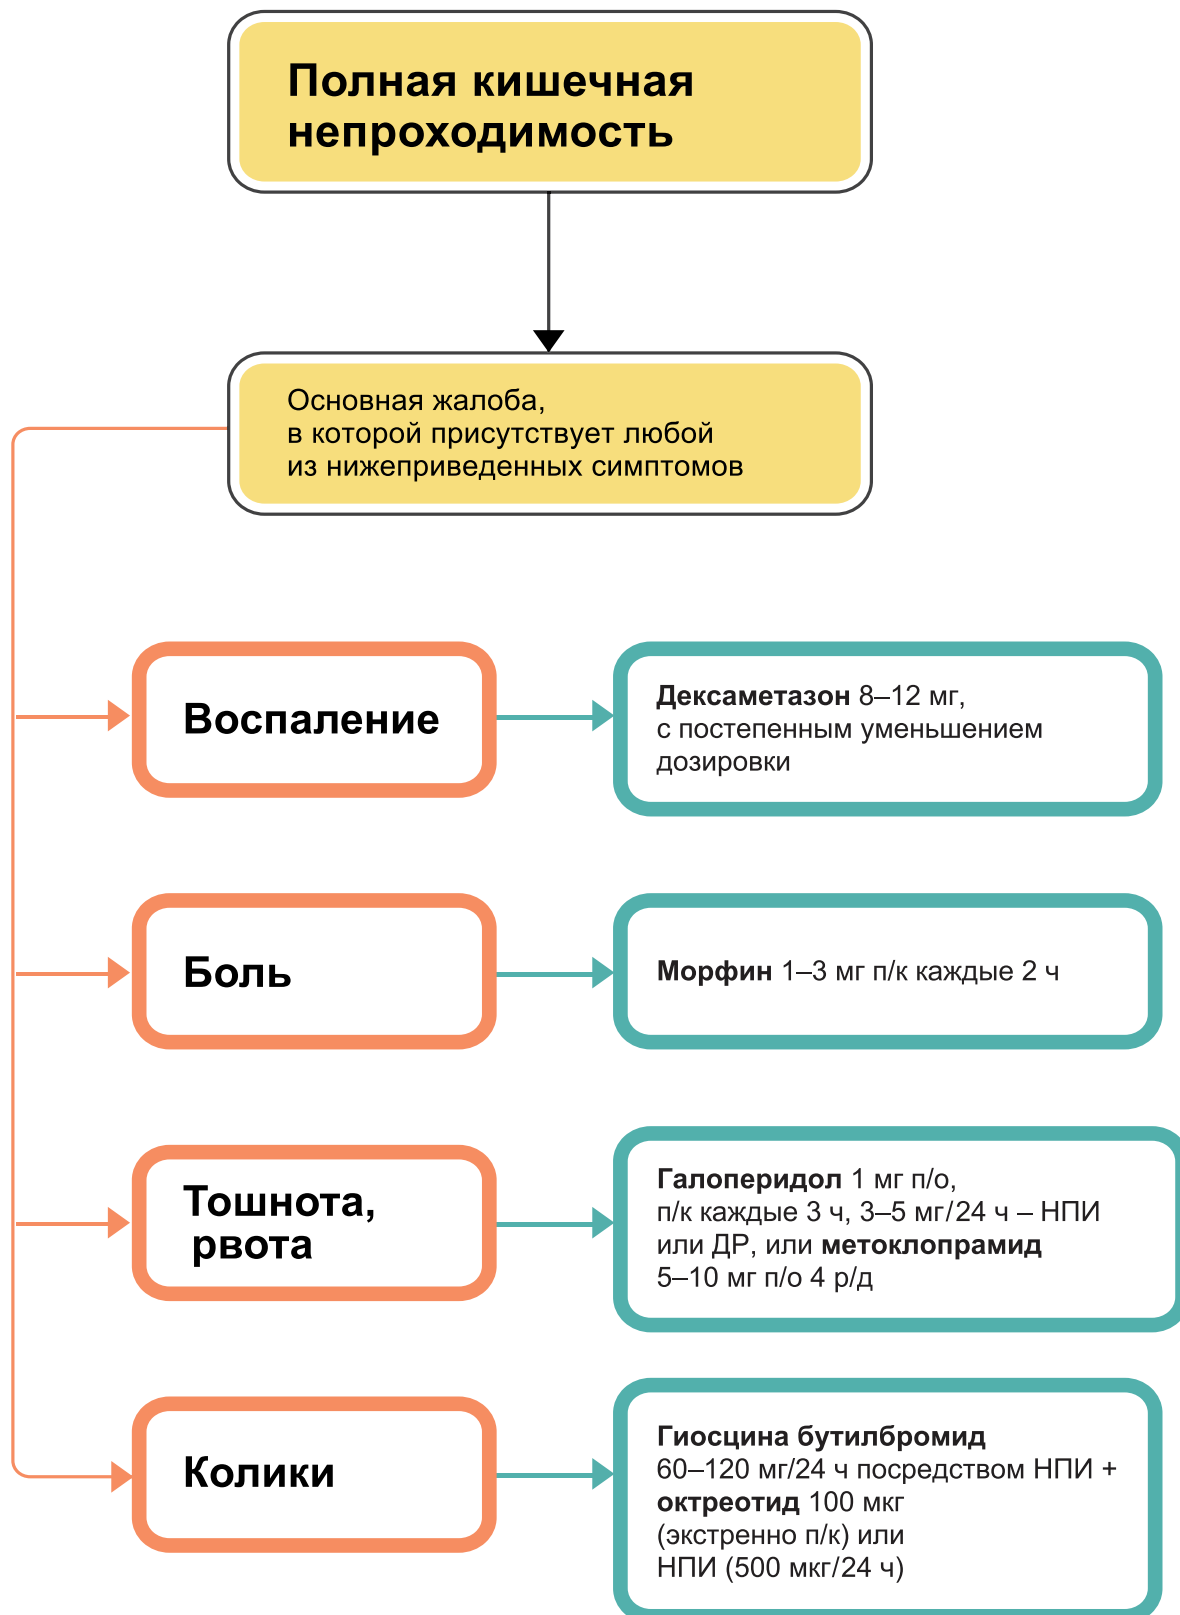 Полная кишечная
непроходимость
Основная жалоба,
в которой присутствует любой
из нижеприведенных симптомов
Воспаление
Дексаметазон 8–12 мг,
с постепенным уменьшением
дозировки
Боль
Морфин 1–3 мг п/к каждые 2 ч
Тошнота,
рвота
Галоперидол 1 мг п/о,
п/к каждые 3 ч, 3–5 мг/24 ч – НПИ
или ДР, или метоклопрамид
5–10 мг п/о 4 р/д
Колики
Гиосцина бутилбромид
60–120 мг/24 ч посредством НПИ +
октреотид 100 мкг
(экстренно п/к) или
НПИ (500 мкг/24 ч)